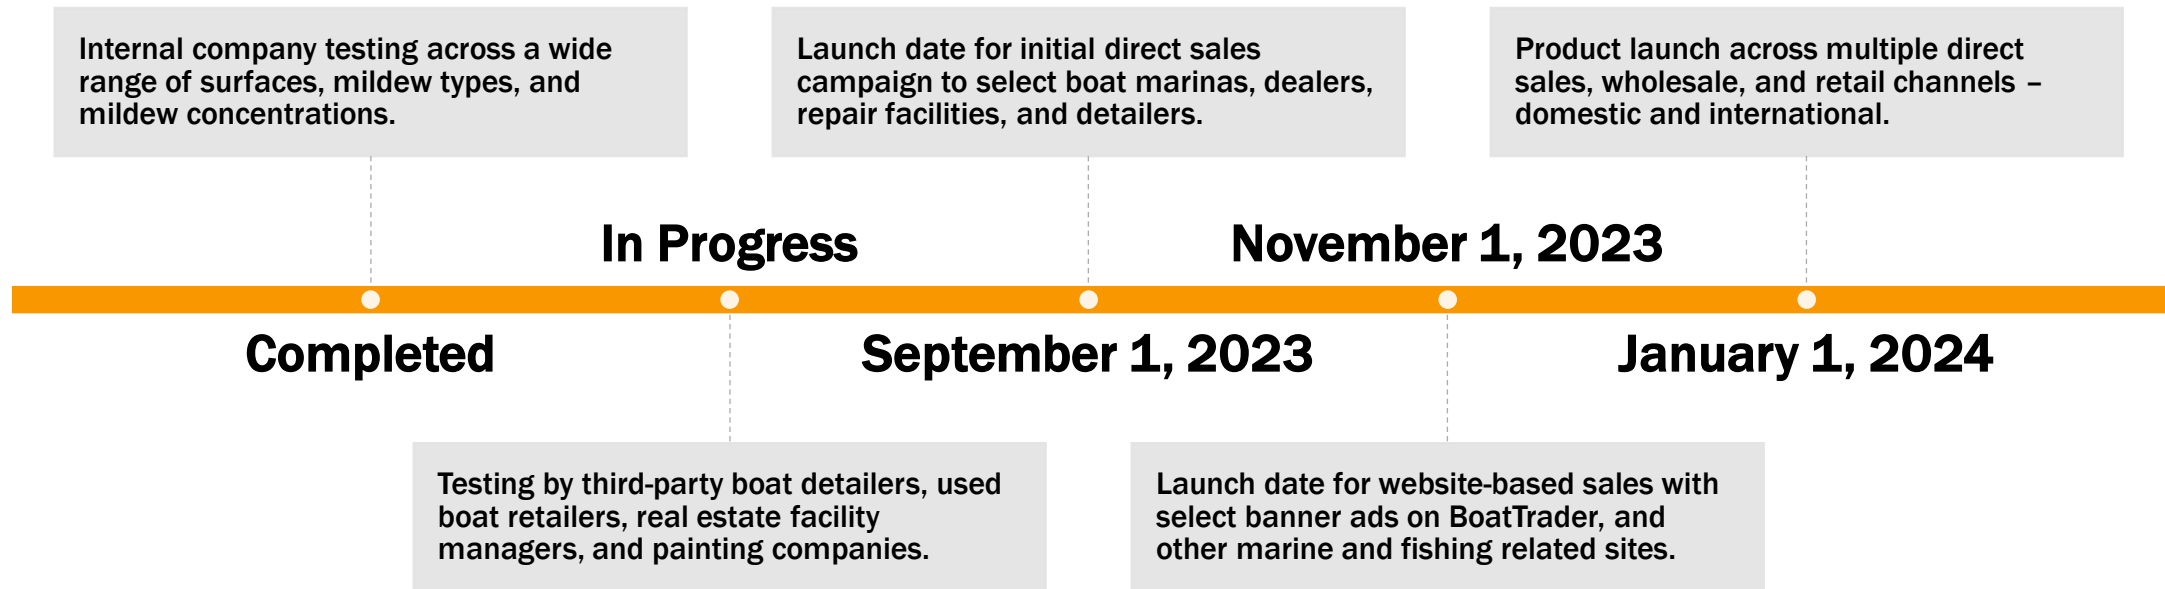 Internal company testing across a wide
range of surfaces, mildew types, and
mildew concentrations.
Launch date for initial direct sales
campaign to select boat marinas, dealers,
repair facilities, and detailers.
Product launch across multiple direct
sales, wholesale, and retail channels –
domestic and international.
In Progress
November 1, 2023
Completed
September 1, 2023
January 1, 2024
Testing by third-party boat detailers, used
boat retailers, real estate facility
managers, and painting companies.
Launch date for website-based sales with
select banner ads on BoatTrader, and
other marine and fishing related sites.